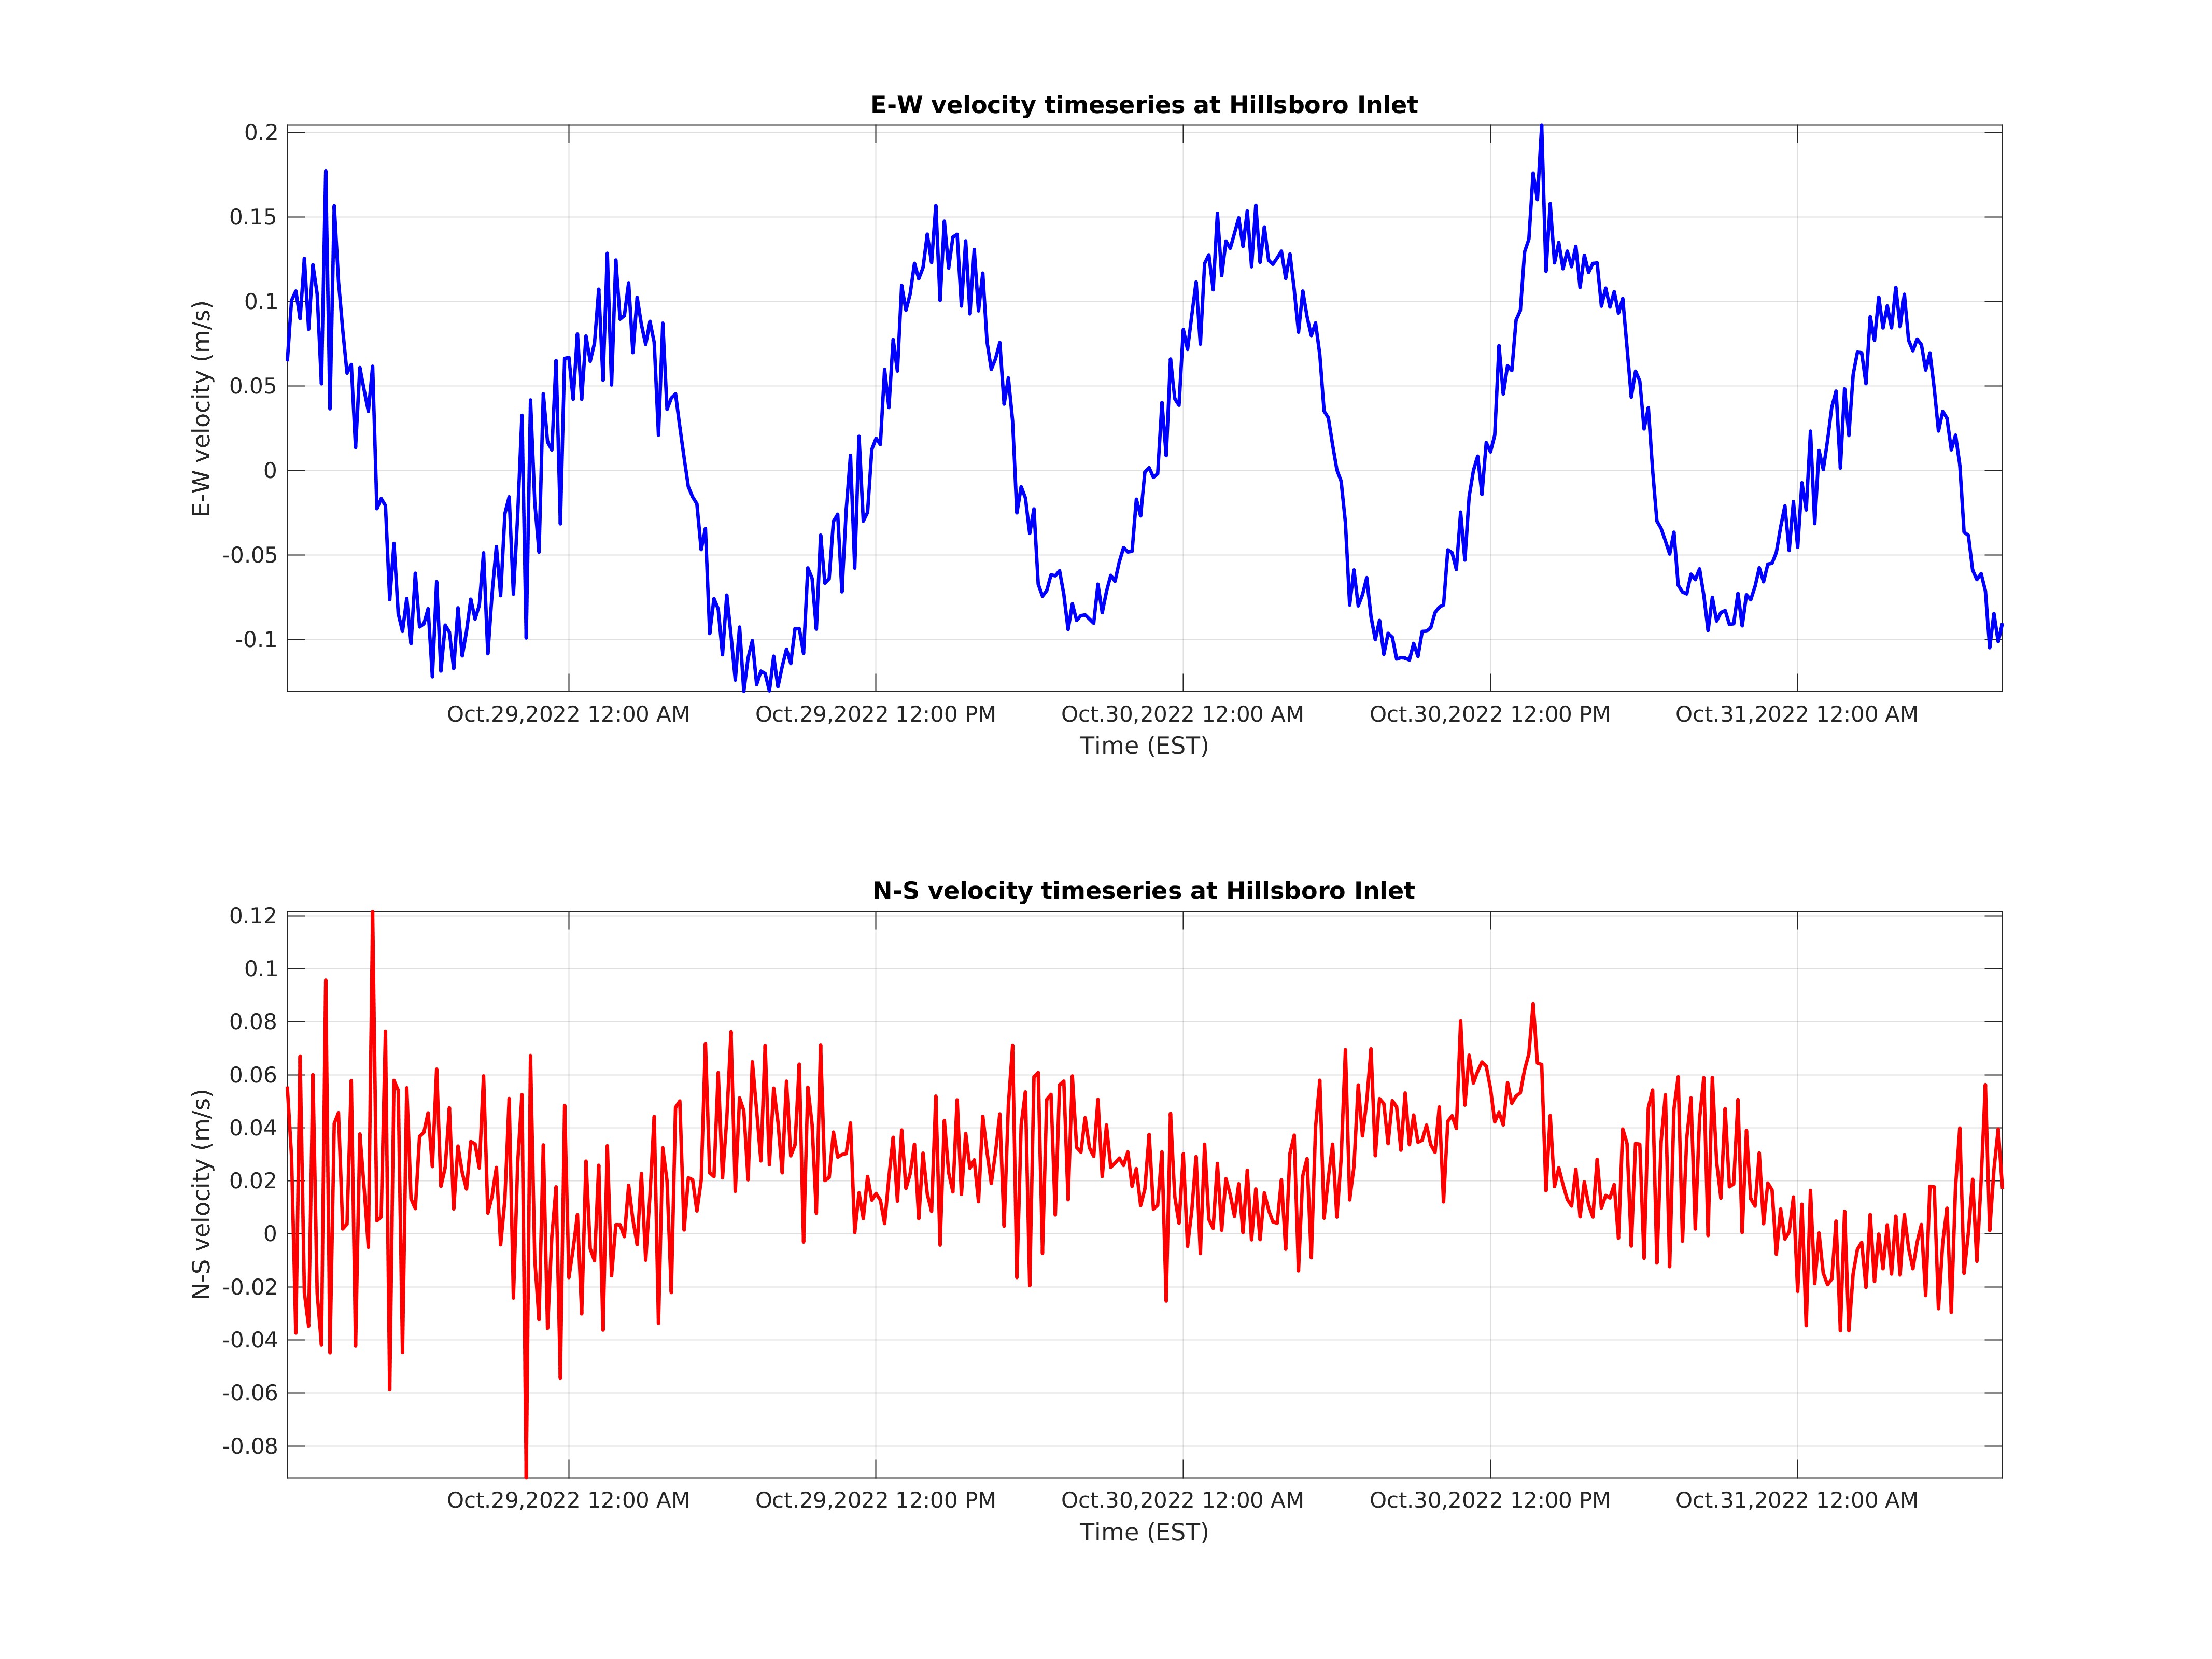 E-W velocity timeseries at Hillsboro Inlet
0.2
0.15
0.1
0.05
0
-0.05
-0.1
E-W velocity (m/s)
Oct.29,2022 12:00 AM Oct.29,2022 12:00 PM Oct.30,2022 12:00 AM Oct.30,2022 12:00 PM Oct.31,2022 12:00 AM
Time (EST)
N-S velocity timeseries at Hillsboro Inlet
0.12
0.1
0.08
0.06
0.04
0.02
0
-0.02
-0.04
-0.06
-0.08
N-S velocity (m/s)
Oct.29,2022 12:00 AM Oct.29,2022 12:00 PM Oct.30,2022 12:00 AM Oct.30,2022 12:00 PM Oct.31,2022 12:00 AM
Time (EST)